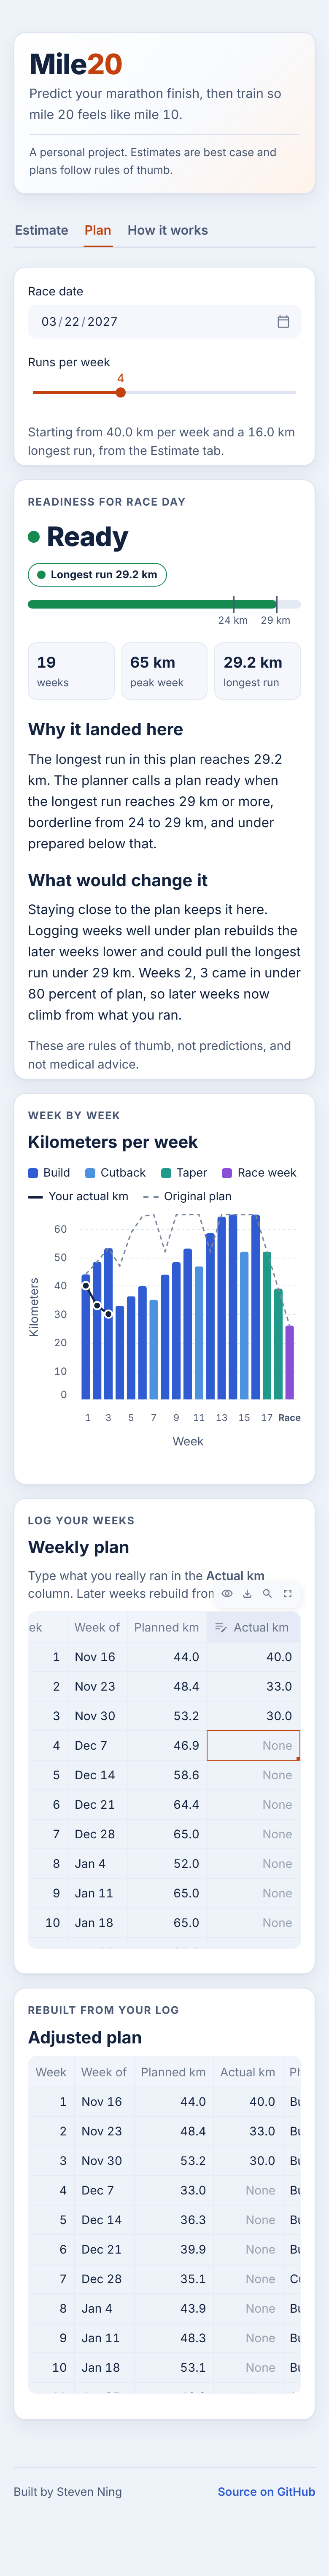 Mile20
Predict your marathon finish, then train so
mile 20 feels like mile 10.
A personal project. Estimates are best case and
plans follow rules of thumb.
Estimate Plan How it works
Race date
03/22/2027
Runs per week
4
Starting from 40.0 km per week and a 16.0 km
longest run, from the Estimate tab.
READINESS FOR RACE DAY
Ready
Longest run 29.2 km
24 km 29 km
19 65 km 29.2 km
weeks peak week longest run
Why it landed here
The longest run in this plan reaches 29.2
km. The planner calls a plan ready when
the longest run reaches 29 km or more,
borderline from 24 to 29 km, and under
prepared below that.
What would change it
Staying close to the plan keeps it here.
Logging weeks well under plan rebuilds the
later weeks lower and could pull the longest
run under 29 km. Weeks 2, 3 came in under
80 percent of plan, so later weeks now
climb from what you ran.
These are rules of thumb, not predictions, and
not medical advice.
WEEK BY WEEK
Kilometers per week
Build Cutback Taper Race week
Your actual km Original plan
Kilometers
60
50
40
30
20
10
0
1 3 5 7 9 11 13 15 17 Race
Week
LOG YOUR WEEKS
Weekly plan
Type what you really ran in the Actual km
column. Later weeks rebuild from
ek Week of Planned km Actual km
1 Nov 16 44.0 40.0
2 Nov 23 48.4 33.0
3 Nov 30 53.2 30.0
4 Dec 7 46.9 None
5 Dec 14 58.6 None
6 Dec 21 64.4 None
7 Dec 28 65.0 None
8 Jan 4 52.0 None
9 Jan 11 65.0 None
10 Jan 18 65.0 None
REBUILT FROM YOUR LOG
Adjusted plan
Week Week of Planned km Actual km Ph
1 Nov 16 44.0 40.0 Bu
2 Nov 23 48.4 33.0 Bu
3 Nov 30 53.2 30.0 Bu
4 Dec 7 33.0 None Bu
5 Dec 14 36.3 None Bu
6 Dec 21 39.9 None Bu
7 Dec 28 35.1 None Cu
8 Jan 4 43.9 None Bu
9 Jan 11 48.3 None Bu
10 Jan 18 53.1 None Bu
Built by Steven Ning Source on GitHub